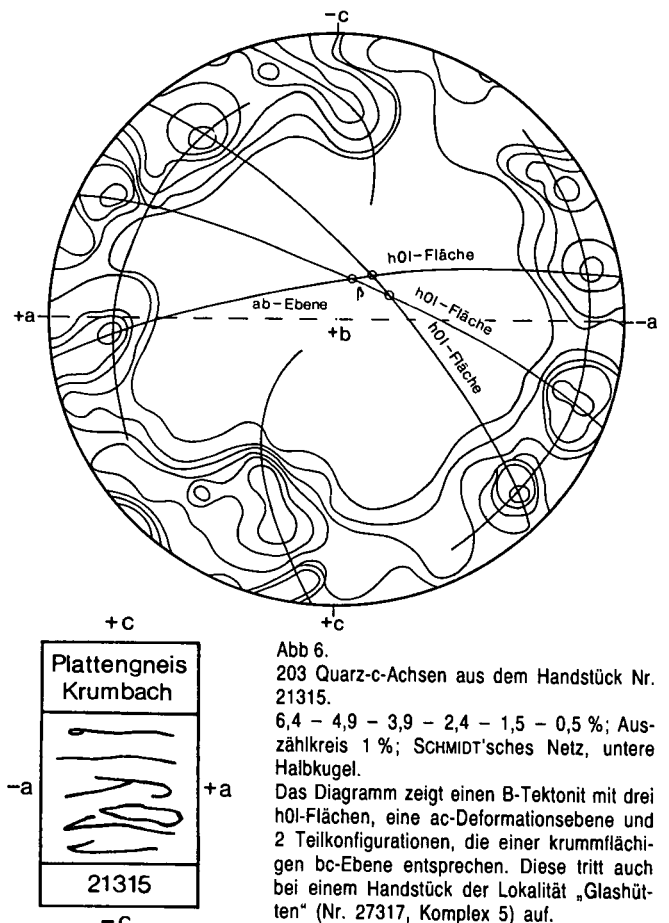 −c
h0l−Fläche
ab−Ebene
β
h0l−Fläche
h0l−Fläche
+a
−a
+b
+c
+c
Plattengneis
Krumbach
−a
+a
21315
−c
Abb 6.
203 Quarz-c-Achsen aus dem Handstück Nr.
21315.
6,4 − 4,9 − 3,9 − 2,4 − 1,5 − 0,5 %; Aus-
zählkreis 1 %; SCHMIDT'sches Netz, untere
Halbkugel.
Das Diagramm zeigt einen B-Tektonit mit drei
h0l-Flächen, eine ac-Deformationsebene und
2 Teilkonfigurationen, die einer krummflächi-
gen bc-Ebene entsprechen. Diese tritt auch
bei einem Handstück der Lokalität „Glashüt-
ten“ (Nr. 27317, Komplex 5) auf.